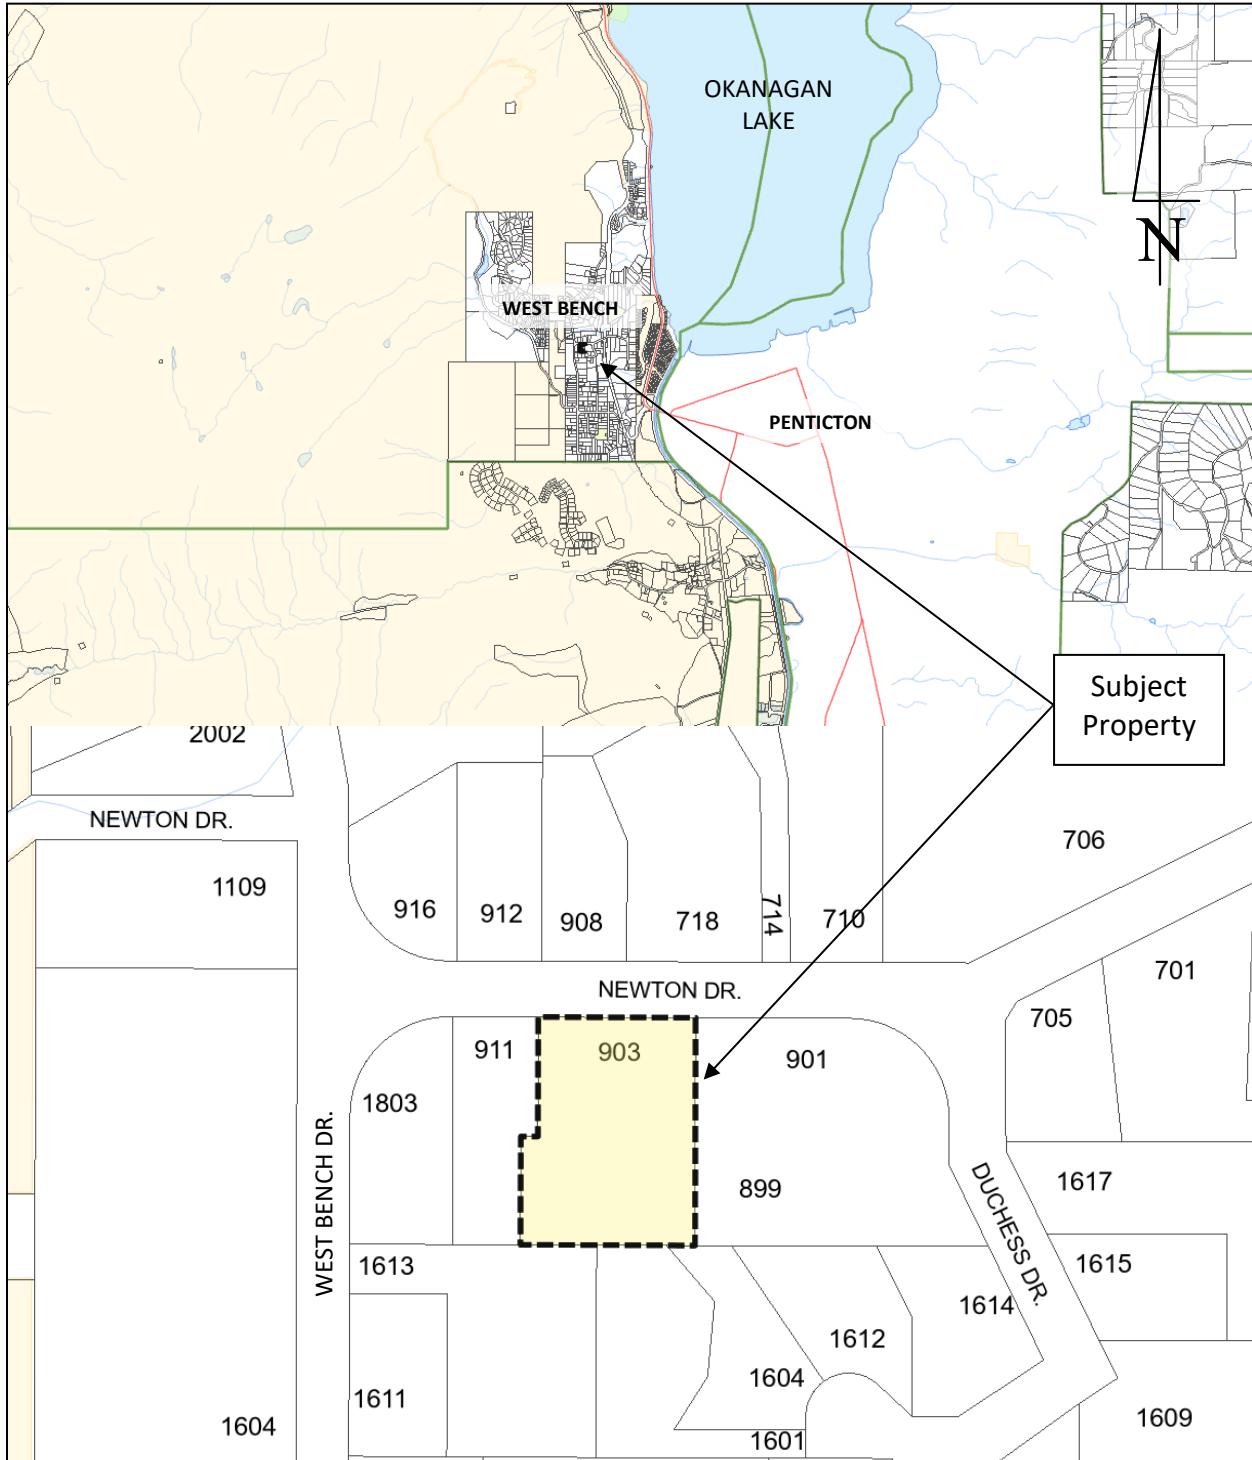 OKANAGAN
LAKE
N
WEST BENCH
PENTICTON
Subject
Property
2002
NEWTON DR.
706
1109
916
912
908
718
714
710
701
NEWTON DR.
705
911
903
901
1803
WEST BENCH DR.
899
DUCHESS DR.
1617
1613
1615
1614
1612
1611
1604
1604
1601
1609